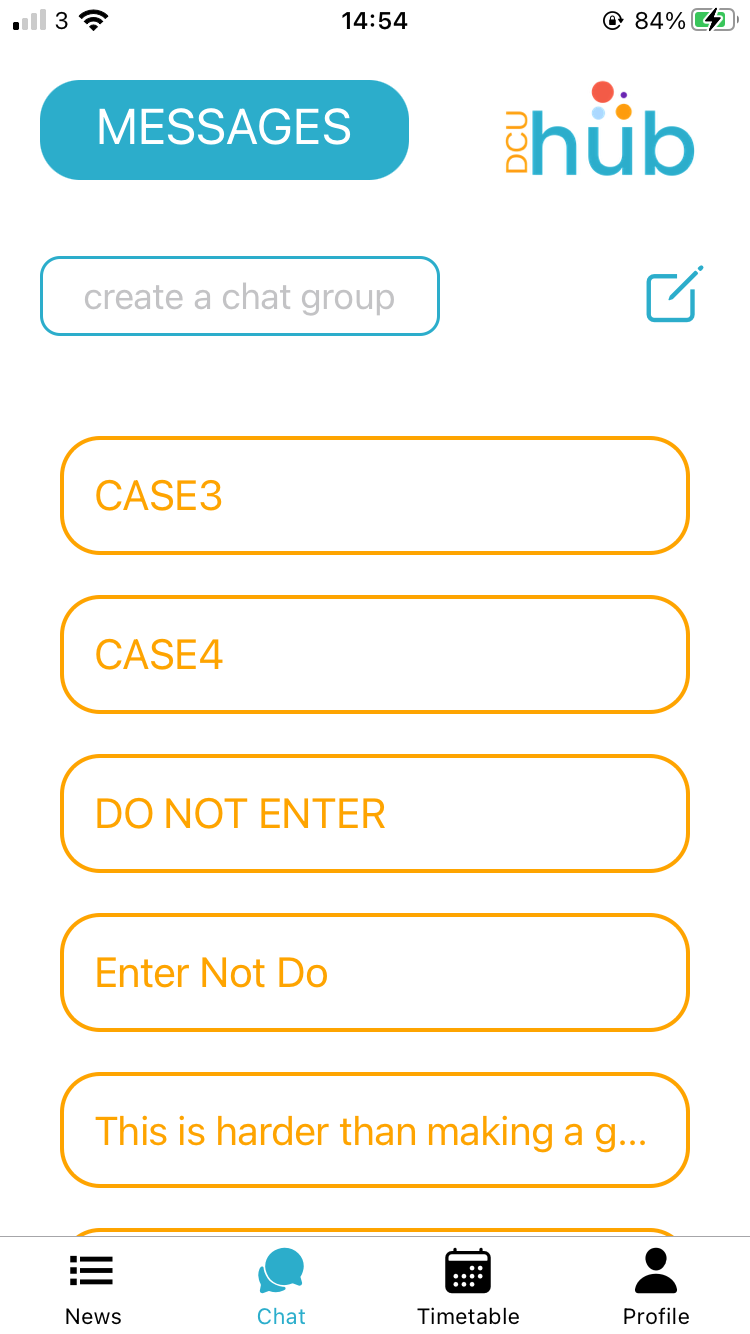 3
14:54
84%
MESSAGES
DCU
hub
create a chat group
CASE3
CASE4
DO NOT ENTER
Enter Not Do
This is harder than making a g...
News
Chat
Timetable
Profile